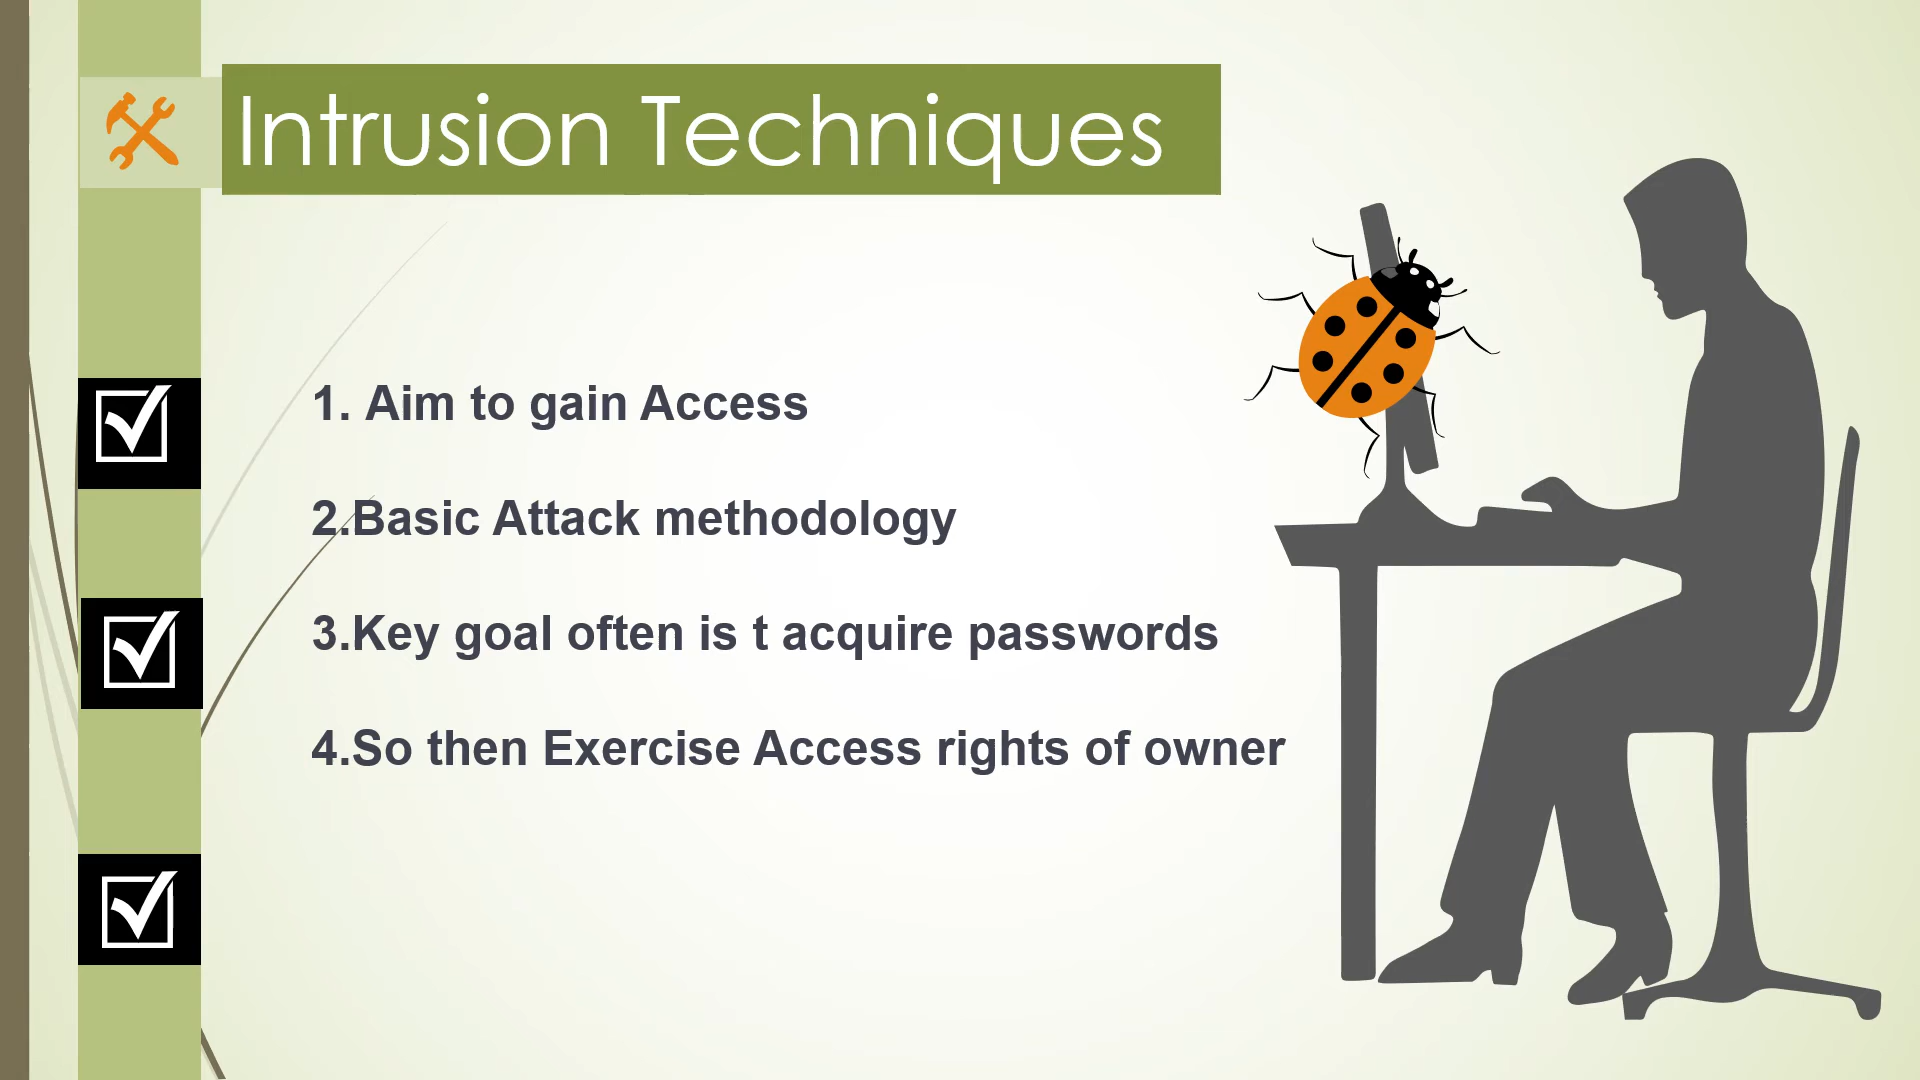 Intrusion Techniques
1. Aim to gain Access
2.Basic Attack methodology
3.Key goal often is t acquire passwords
4.So then Exercise Access rights of owner